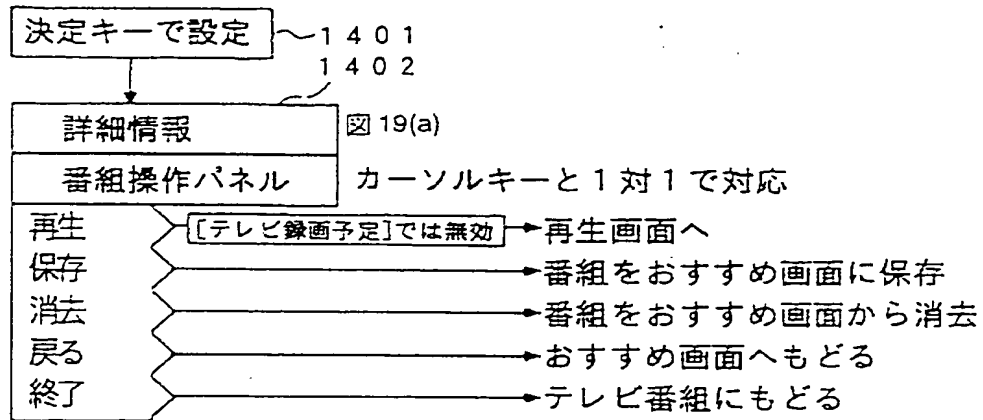 決定キーで設定 1401
1402
詳細情報 図19(a)
番組操作パネル カーソルキーと1対1で対応
再生 [テレビ録画予定]では無効 再生画面へ
保存 番組をおすすめ画面に保存
消去 番組をおすすめ画面から消去
戻る おすすめ画面へもどる
終了 テレビ番組にもどる